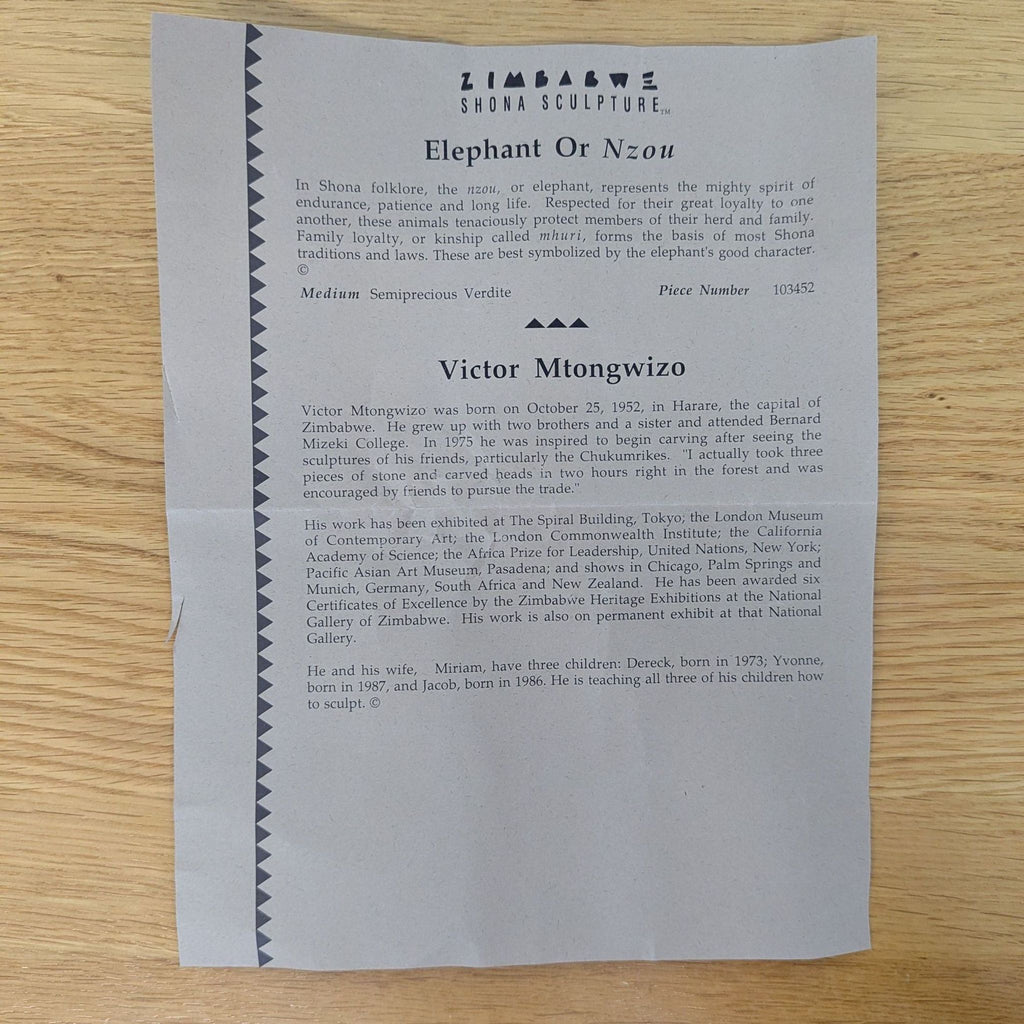 ZIMBABWE
SHONA SCULPTURE™
Elephant Or Nzou
In Shona folklore, the nzou, or elephant, represents the mighty spirit of
endurance, patience and long life. Respected for their great loyalty to one
another, these animals tenaciously protect members of their herd and family.
Family loyalty, or kinship called mhuri, forms the basis of most Shona
traditions and laws. These are best symbolized by the elephant's good character.
©
Medium Semiprecious Verdite Piece Number 103452
Victor Mtongwizo
Victor Mtongwizo was born on October 25, 1952, in Harare, the capital of
Zimbabwe. He grew up with two brothers and a sister and attended Bernard
Mizeki College. In 1975 he was inspired to begin carving after seeing the
sculptures of his friends, particularly the Chukumrikes. "I actually took three
pieces of stone and carved heads in two hours right in the forest and was
encouraged by friends to pursue the trade."
His work has been exhibited at The Spiral Building, Tokyo; the London Museum
of Contemporary Art; the London Commonwealth Institute; the California
Academy of Science; the Africa Prize for Leadership, United Nations, New York;
Pacific Asian Art Museum, Pasadena; and shows in Chicago, Palm Springs and
Munich, Germany, South Africa and New Zealand. He has been awarded six
Certificates of Excellence by the Zimbabwe Heritage Exhibitions at the National
Gallery of Zimbabwe. His work is also on permanent exhibit at that National
Gallery.
He and his wife, Miriam, have three children: Dereck, born in 1973; Yvonne,
born in 1987, and Jacob, born in 1986. He is teaching all three of his children how
to sculpt. ©